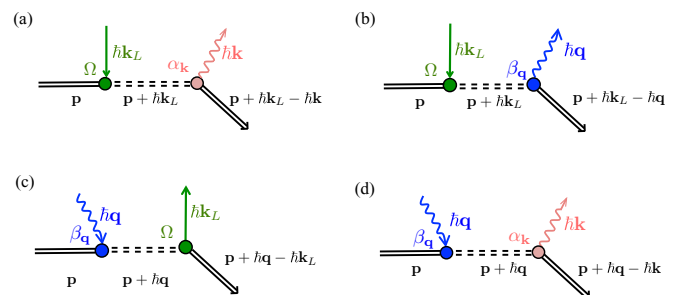 (a)
ħk_L
Ω
α_k
ħk
p
p + ħk_L
p + ħk_L − ħk
(b)
ħk_L
Ω
β_q
ħq
p
p + ħk_L
p + ħk_L − ħq
(c)
ħq
β_q
Ω
ħk_L
p
p + ħq
p + ħq − ħk_L
(d)
ħq
β_q
α_k
ħk
p
p + ħq
p + ħq − ħk